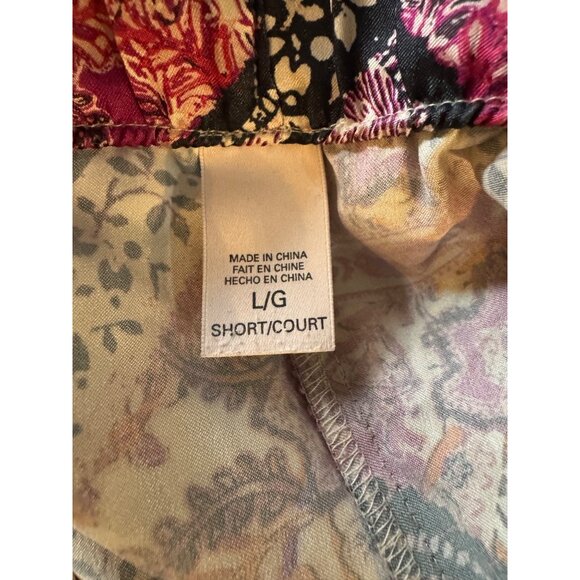 MADE IN CHINA
FAIT EN CHINE
HECHO EN CHINA
L/G
SHORT/COURT